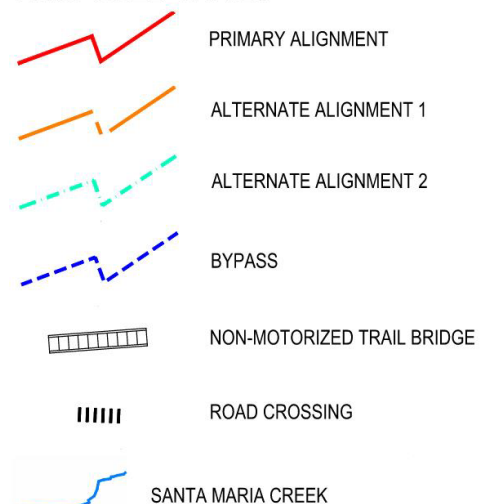 PRIMARY ALIGNMENT
ALTERNATE ALIGNMENT 1
ALTERNATE ALIGNMENT 2
BYPASS
NON-MOTORIZED TRAIL BRIDGE
ROAD CROSSING
SANTA MARIA CREEK